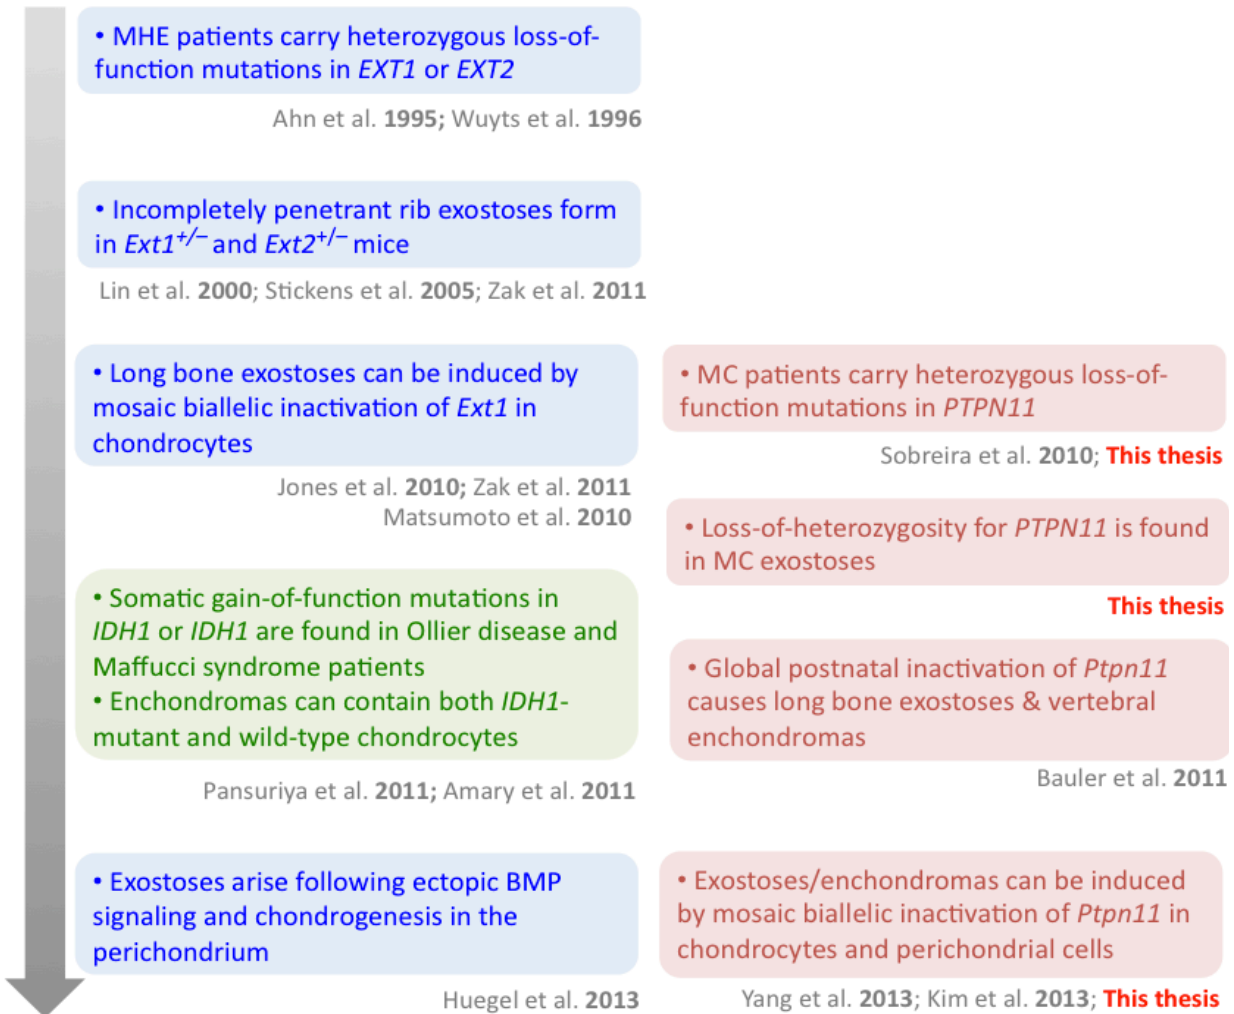 • MHE patients carry heterozygous loss-of-
function mutations in EXT1 or EXT2
Ahn et al. 1995; Wuyts et al. 1996
• Incompletely penetrant rib exostoses form
in Ext1+/− and Ext2+/− mice
Lin et al. 2000; Stickens et al. 2005; Zak et al. 2011
• Long bone exostoses can be induced by
mosaic biallelic inactivation of Ext1 in
chondrocytes
Jones et al. 2010; Zak et al. 2011
Matsumoto et al. 2010
• Somatic gain-of-function mutations in
IDH1 or IDH1 are found in Ollier disease and
Maffucci syndrome patients
• Enchondromas can contain both IDH1-
mutant and wild-type chondrocytes
Pansuriya et al. 2011; Amary et al. 2011
• Exostoses arise following ectopic BMP
signaling and chondrogenesis in the
perichondrium
Huegel et al. 2013
• MC patients carry heterozygous loss-of-
function mutations in PTPN11
Sobreira et al. 2010; This thesis
• Loss-of-heterozygosity for PTPN11 is found
in MC exostoses
This thesis
• Global postnatal inactivation of Ptpn11
causes long bone exostoses & vertebral
enchondromas
Bauler et al. 2011
• Exostoses/enchondromas can be induced
by mosaic biallelic inactivation of Ptpn11 in
chondrocytes and perichondrial cells
Yang et al. 2013; Kim et al. 2013; This thesis